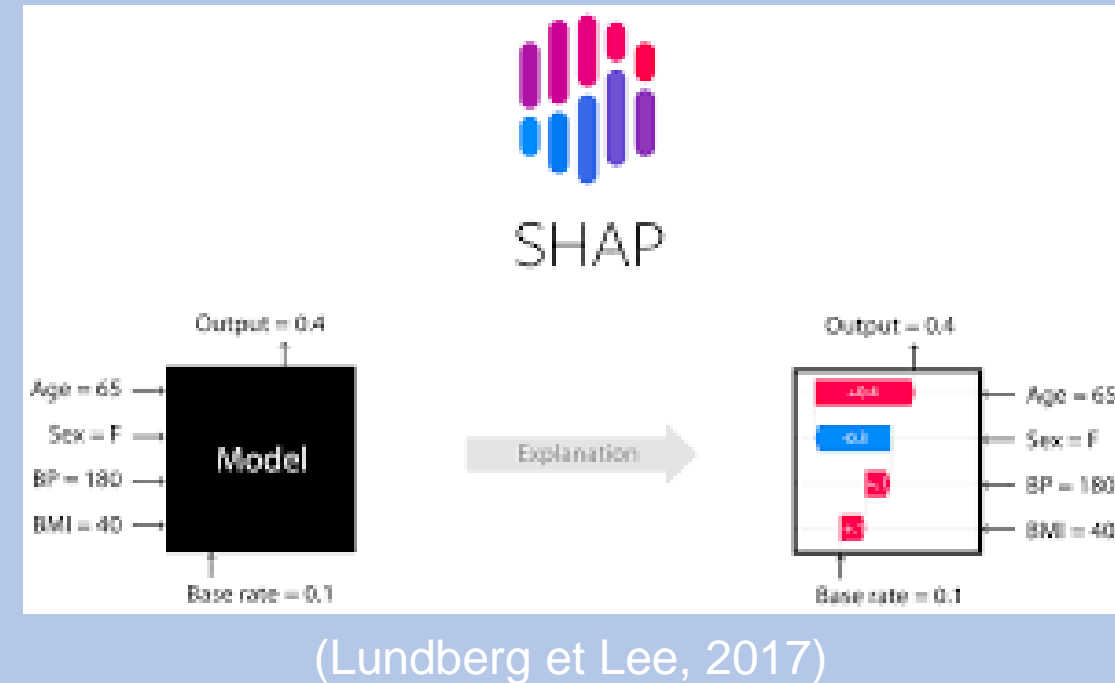 SHAP
Output = 0.4
Age = 65
Sex = F
BP = 180
BMI = 40
Model
Base rate = 0.1
Explanation
Output = 0.4
Age = 65
Sex = F
BP = 180
BMI = 40
Base rate = 0.1
(Lundberg et Lee, 2017)